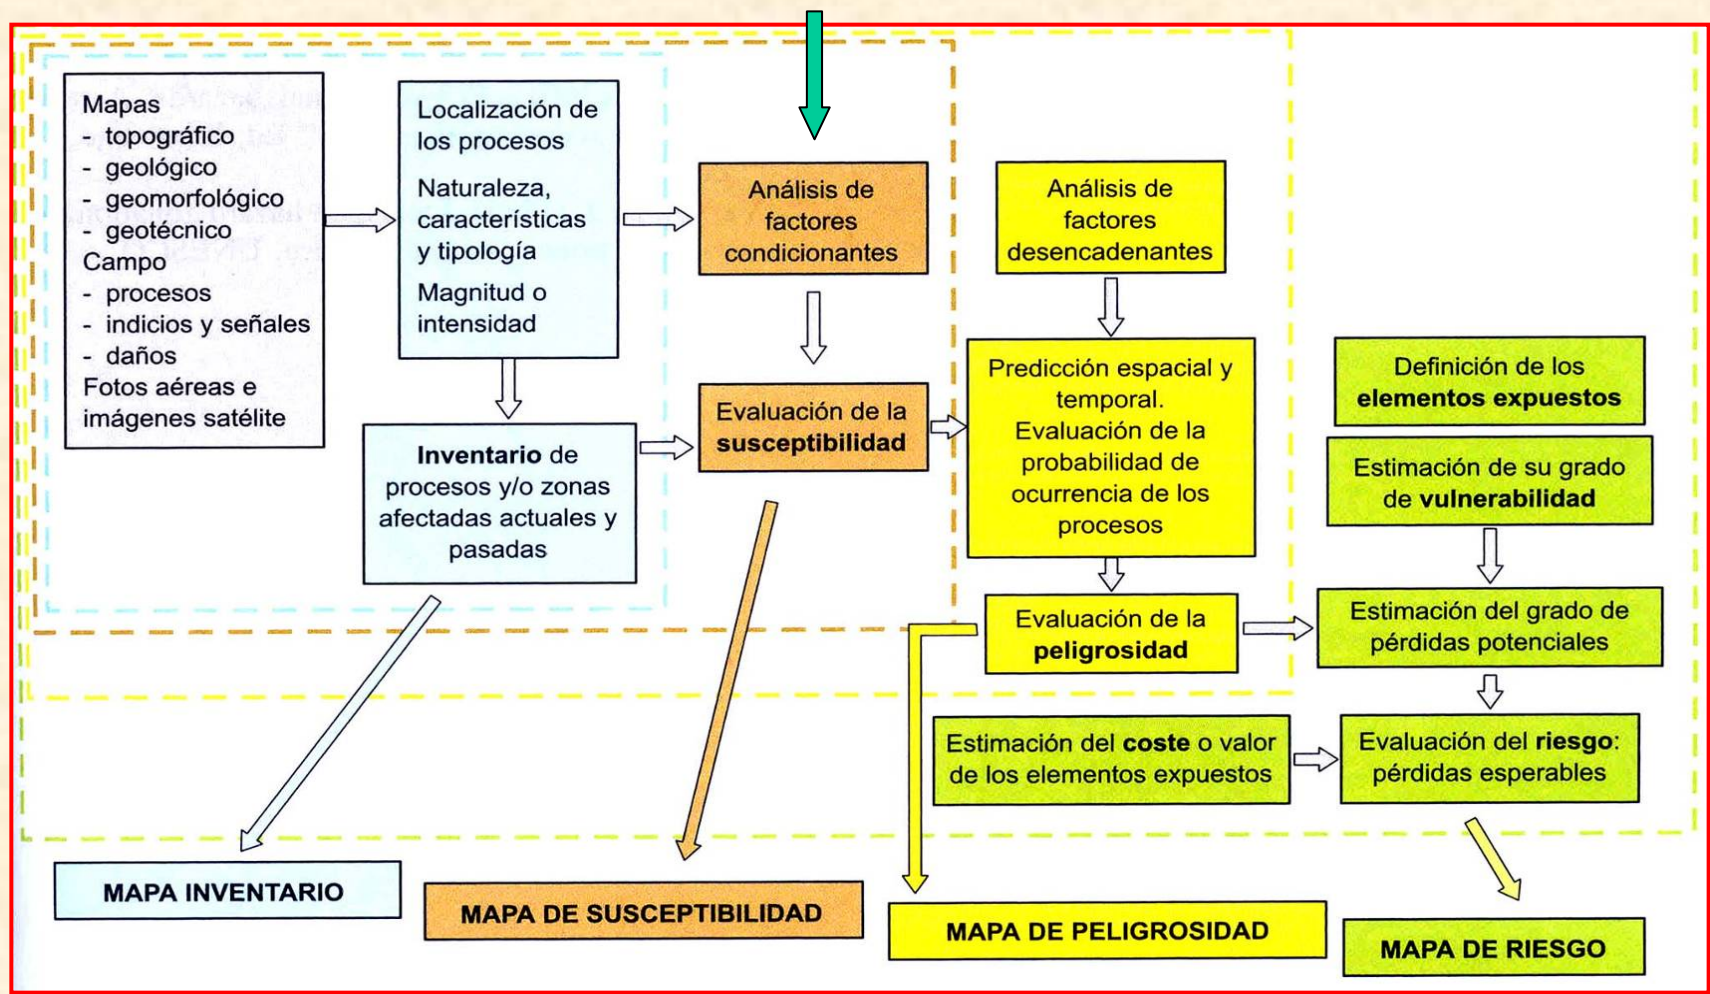 Mapas
- topográfico
- geológico
- geomorfológico
- geotécnico
Campo
- procesos
- indicios y señales
- daños
Fotos aéreas e
imágenes satélite
Localización de
los procesos
Naturaleza,
características
y tipología
Magnitud o
intensidad
Inventario de
procesos y/o zonas
afectadas actuales y
pasadas
Análisis de
factores
condicionantes
Evaluación de la
susceptibilidad
Análisis de
factores
desencadenantes
Predicción espacial y
temporal.
Evaluación de la
probabilidad de
ocurrencia de los
procesos
Evaluación de la
peligrosidad
Definición de los
elementos expuestos
Estimación de su grado
de vulnerabilidad
Estimación del grado de
pérdidas potenciales
Estimación del coste o valor
de los elementos expuestos
Evaluación del riesgo:
pérdidas esperables
MAPA INVENTARIO
MAPA DE SUSCEPTIBILIDAD
MAPA DE PELIGROSIDAD
MAPA DE RIESGO